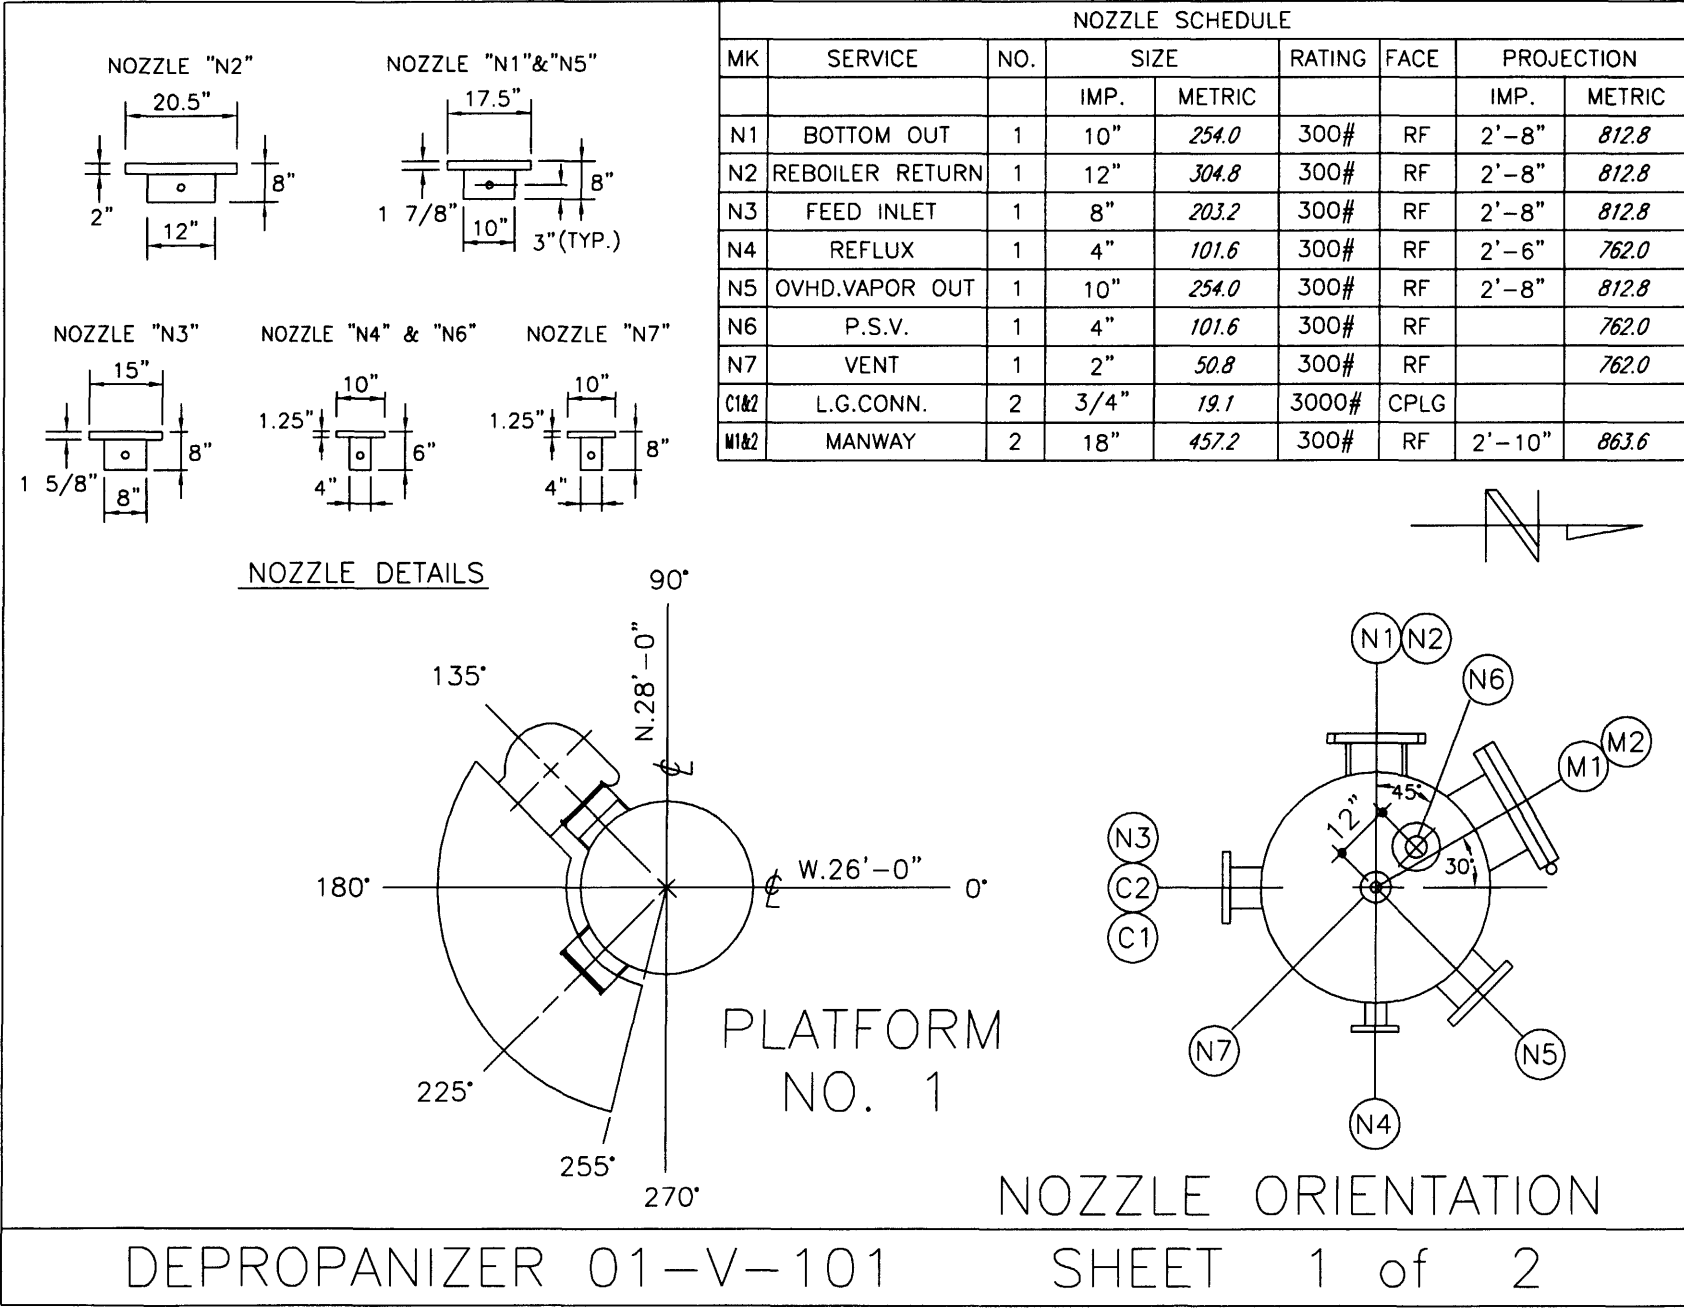 NOZZLE SCHEDULE
MK SERVICE NO. SIZE RATING FACE PROJECTION
IMP. METRIC IMP. METRIC
N1 BOTTOM OUT 1 10" 254.0 300# RF 2'-8" 812.8
N2 REBOILER RETURN 1 12" 304.8 300# RF 2'-8" 812.8
N3 FEED INLET 1 8" 203.2 300# RF 2'-8" 812.8
N4 REFLUX 1 4" 101.6 300# RF 2'-6" 762.0
N5 OVHD.VAPOR OUT 1 10" 254.0 300# RF 2'-8" 812.8
N6 P.S.V. 1 4" 101.6 300# RF 762.0
N7 VENT 1 2" 50.8 300# RF 762.0
C1&2 L.G.CONN. 2 3/4" 19.1 3000# CPLG
M1&2 MANWAY 2 18" 457.2 300# RF 2'-10" 863.6
NOZZLE "N2"
20.5"
8"
2"
12"
NOZZLE "N1"&"N5"
17.5"
8"
1 7/8"
10"
3"(TYP.)
NOZZLE "N3"
15"
8"
1 5/8"
8"
NOZZLE "N4" & "N6"
10"
1.25"
6"
4"
NOZZLE "N7"
10"
1.25"
8"
4"
NOZZLE DETAILS
N
90°
N.28'-0"
135°
℄
180°
℄ W.26'-0"
0°
225°
255°
270°
PLATFORM
NO. 1
N1 N2
N6
M2
M1
45°
12"
30°
N3
C2
C1
N7
N5
N4
NOZZLE ORIENTATION
DEPROPANIZER 01-V-101 SHEET 1 of 2